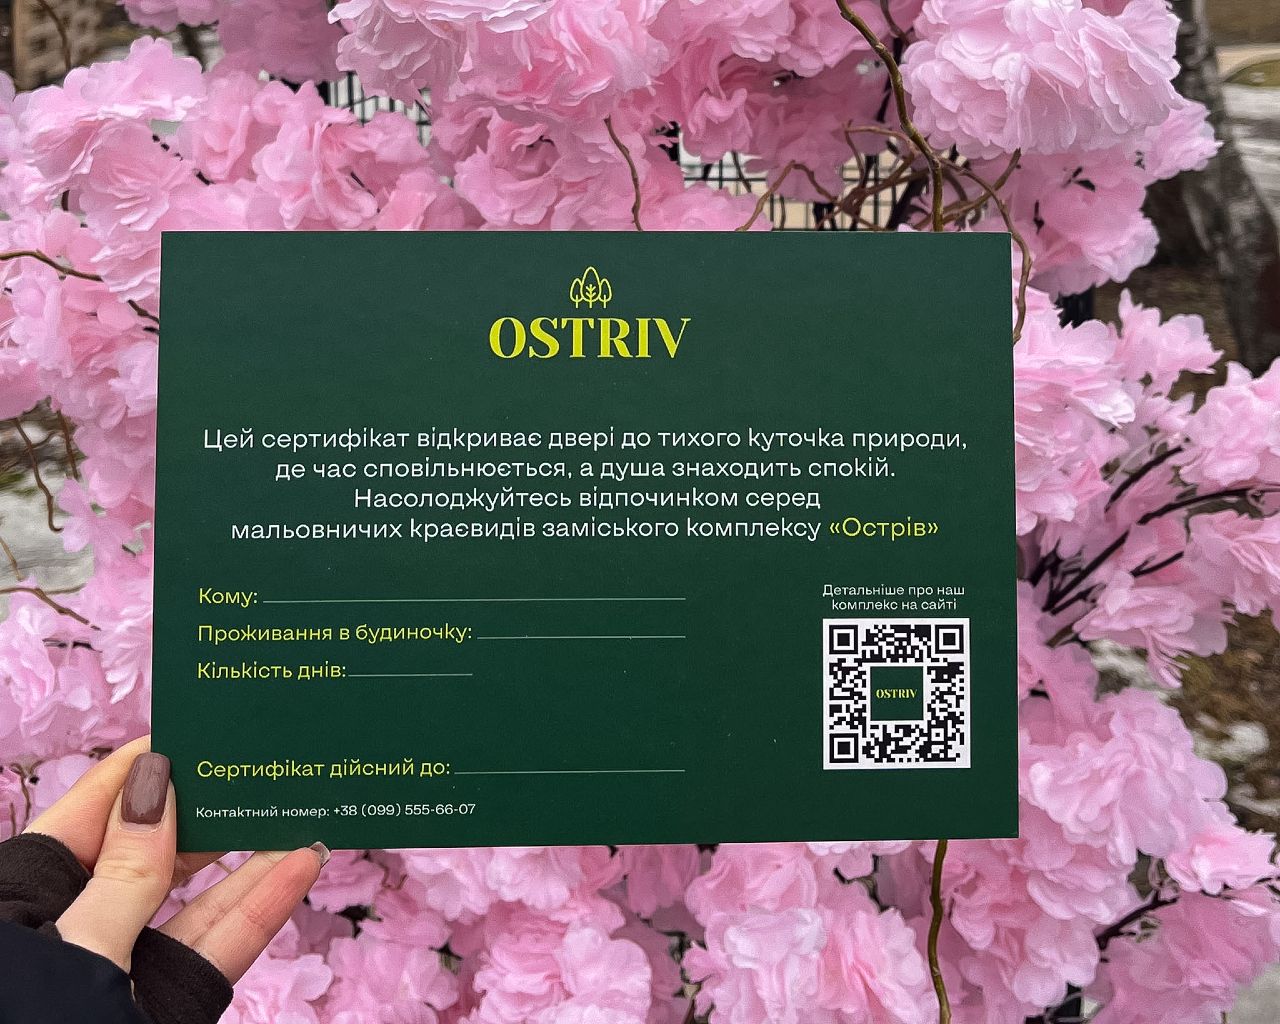 OSTRIV
Цей сертифікат відкриває двері до тихого куточка природи,
де час сповільнюється, а душа знаходить спокій.
Насолоджуйтесь відпочинком серед
мальовничих краєвидів заміського комплексу «Острів»
Кому:
Проживання в будиночку:
Кількість днів:
Сертифікат дійсний до:
Контактний номер: +38 (099) 555-66-07
Детальніше про наш
комплекс на сайті
OSTRIV